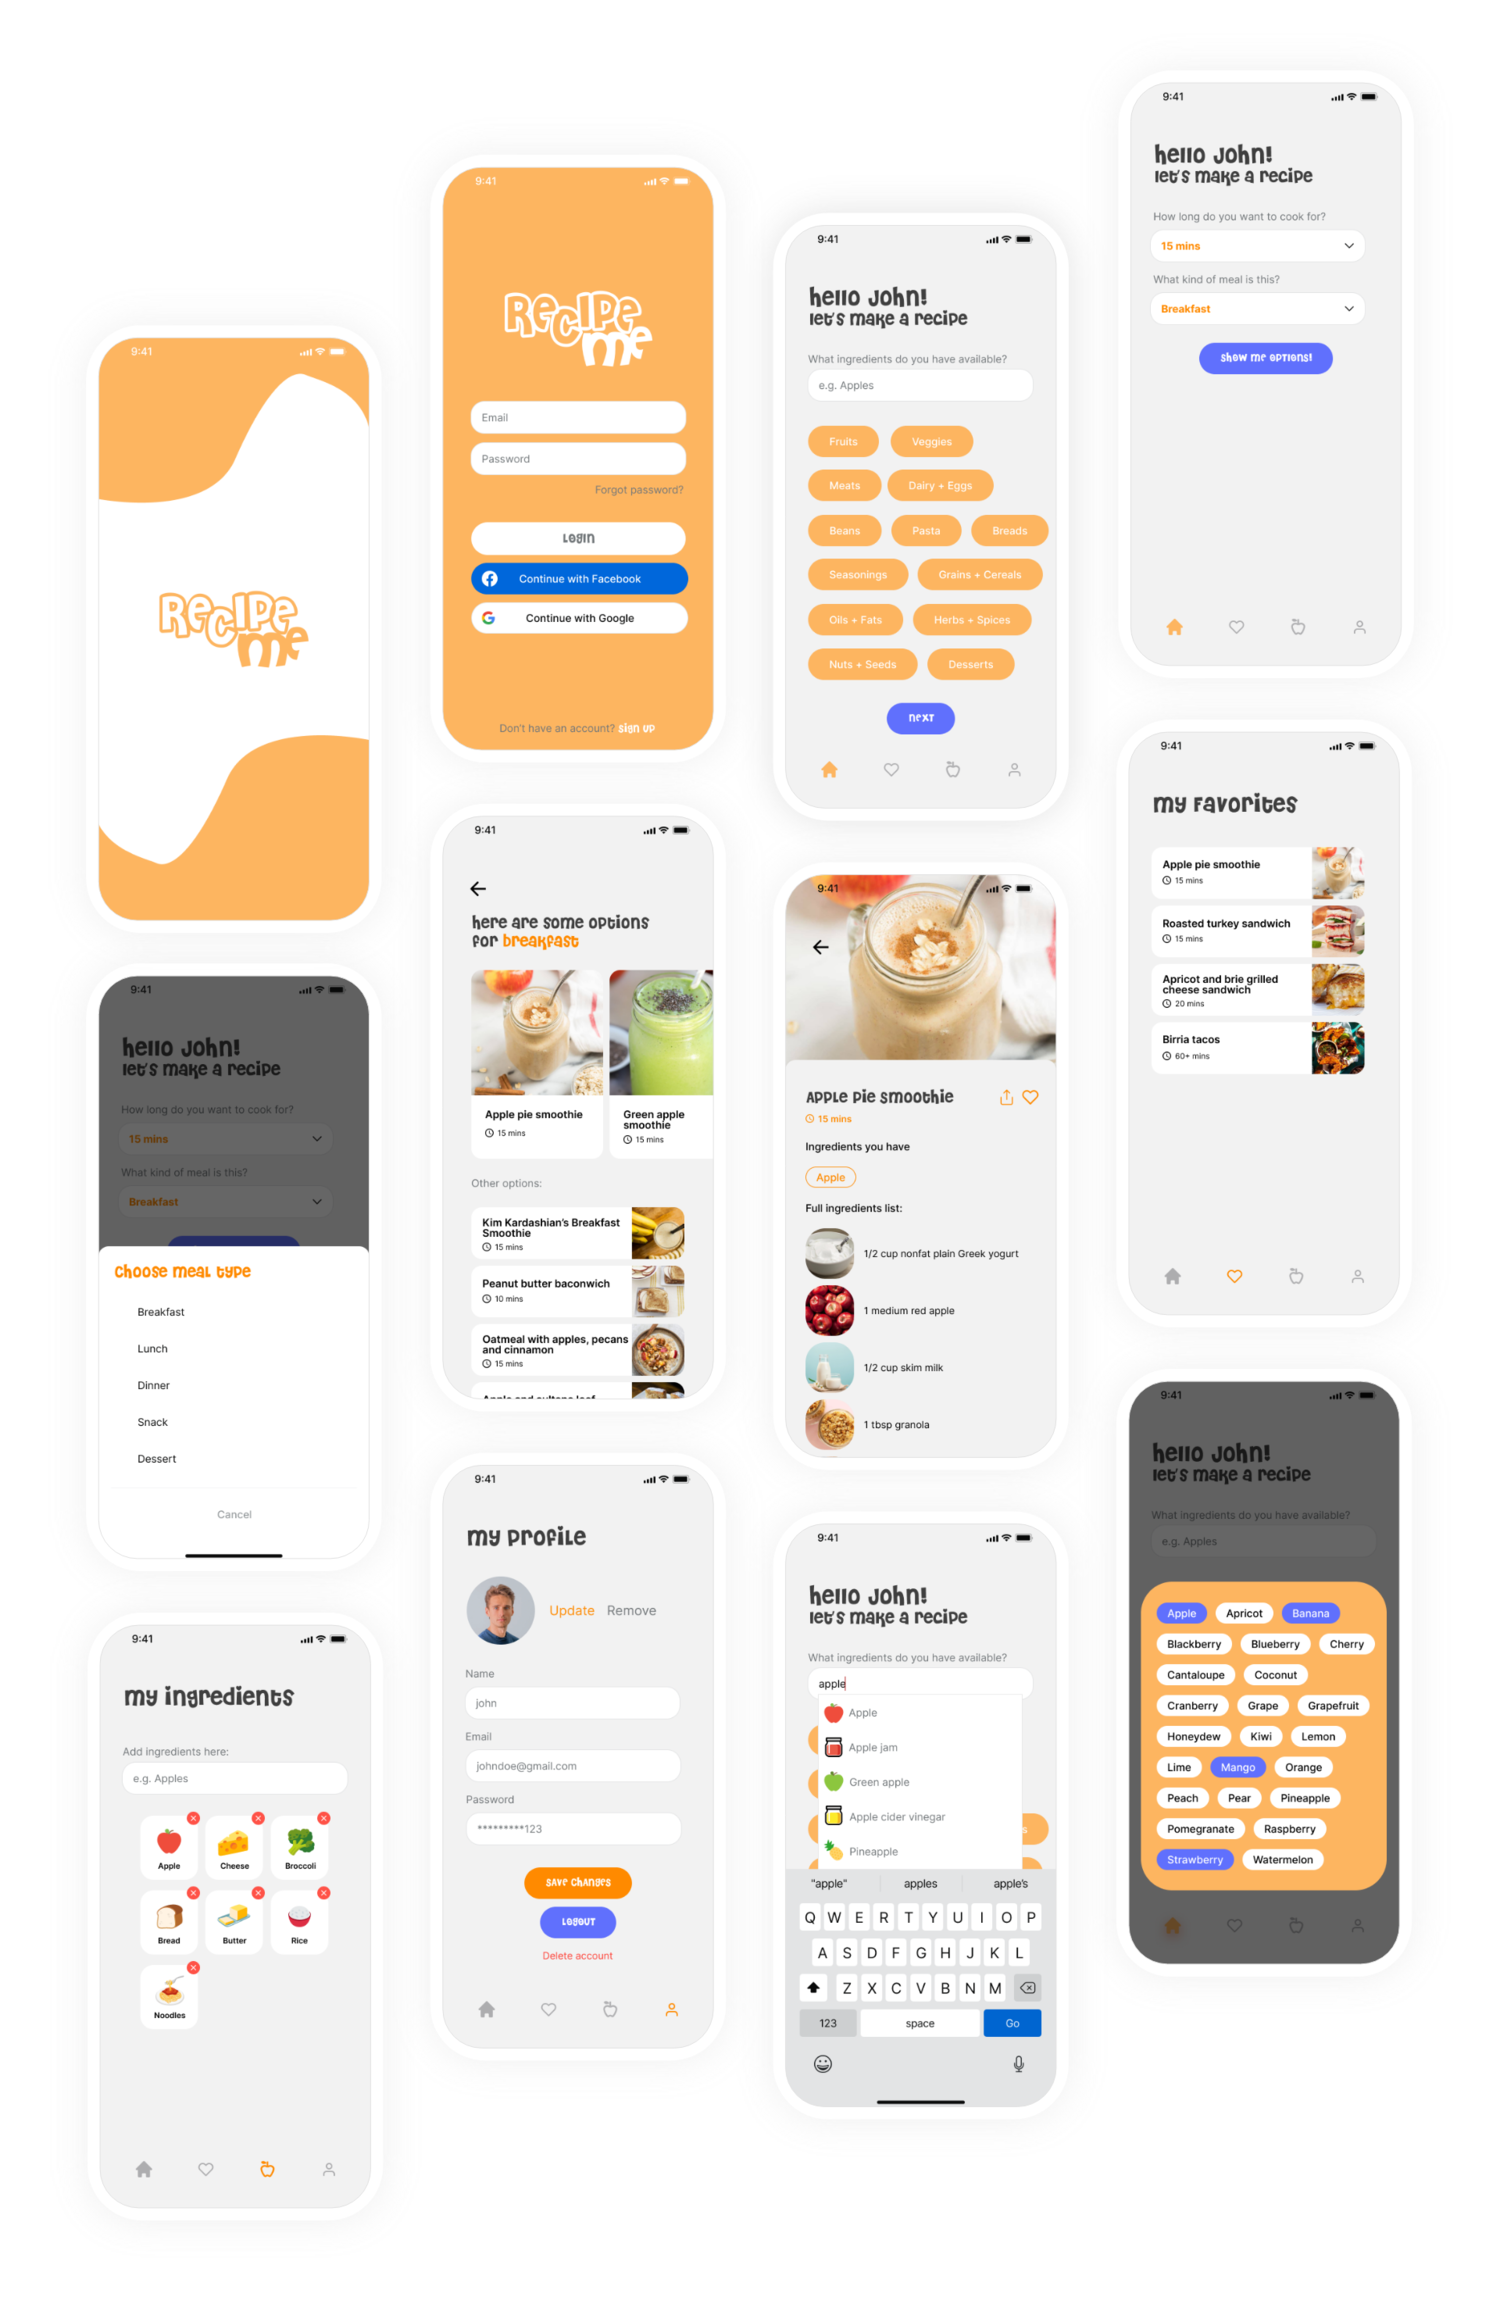 9:41
Recipe
me
9:41
hello John!
let's make a recipe
How long do you want to cook for?
15 mins
What kind of meal is this?
Breakfast
Choose meal type
Breakfast
Lunch
Dinner
Snack
Dessert
Cancel
9:41
my ingredients
Add ingredients here:
e.g. Apples
Apple Cheese Broccoli
Bread Butter Rice
Noodles
9:41
Recipe
me
Email
Password
Forgot password?
Login
Continue with Facebook
Continue with Google
Don't have an account? sign up
9:41
here are some options
for breakfast
Apple pie smoothie
15 mins
Green apple
smoothie
15 mins
Other options:
Kim Kardashian's Breakfast
Smoothie
15 mins
Peanut butter baconwich
10 mins
Oatmeal with apples, pecans
and cinnamon
15 mins
9:41
my profile
Update Remove
Name
john
Email
johndoe@gmail.com
Password
*********123
save changes
Logout
Delete account
9:41
hello John!
let's make a recipe
What ingredients do you have available?
e.g. Apples
Fruits Veggies
Meats Dairy + Eggs
Beans Pasta Breads
Seasonings Grains + Cereals
Oils + Fats Herbs + Spices
Nuts + Seeds Desserts
next
9:41
Apple pie smoothie
15 mins
Ingredients you have
Apple
Full ingredients list:
1/2 cup nonfat plain Greek yogurt
1 medium red apple
1/2 cup skim milk
1 tbsp granola
9:41
hello John!
let's make a recipe
What ingredients do you have available?
apple
Apple
Apple jam
Green apple
Apple cider vinegar
s
Pineapple
"apple" apples apple's
Q W E R T Y U I O P
A S D F G H J K L
Z X C V B N M
123 space Go
9:41
hello John!
let's make a recipe
How long do you want to cook for?
15 mins
What kind of meal is this?
Breakfast
show me options!
9:41
my favorites
Apple pie smoothie
15 mins
Roasted turkey sandwich
15 mins
Apricot and brie grilled
cheese sandwich
20 mins
Birria tacos
60+ mins
9:41
hello John!
let's make a recipe
What ingredients do you have available?
e.g. Apples
Apple Apricot Banana
Blackberry Blueberry Cherry
Cantaloupe Coconut
Cranberry Grape Grapefruit
Honeydew Kiwi Lemon
Lime Mango Orange
Peach Pear Pineapple
Pomegranate Raspberry
Strawberry Watermelon